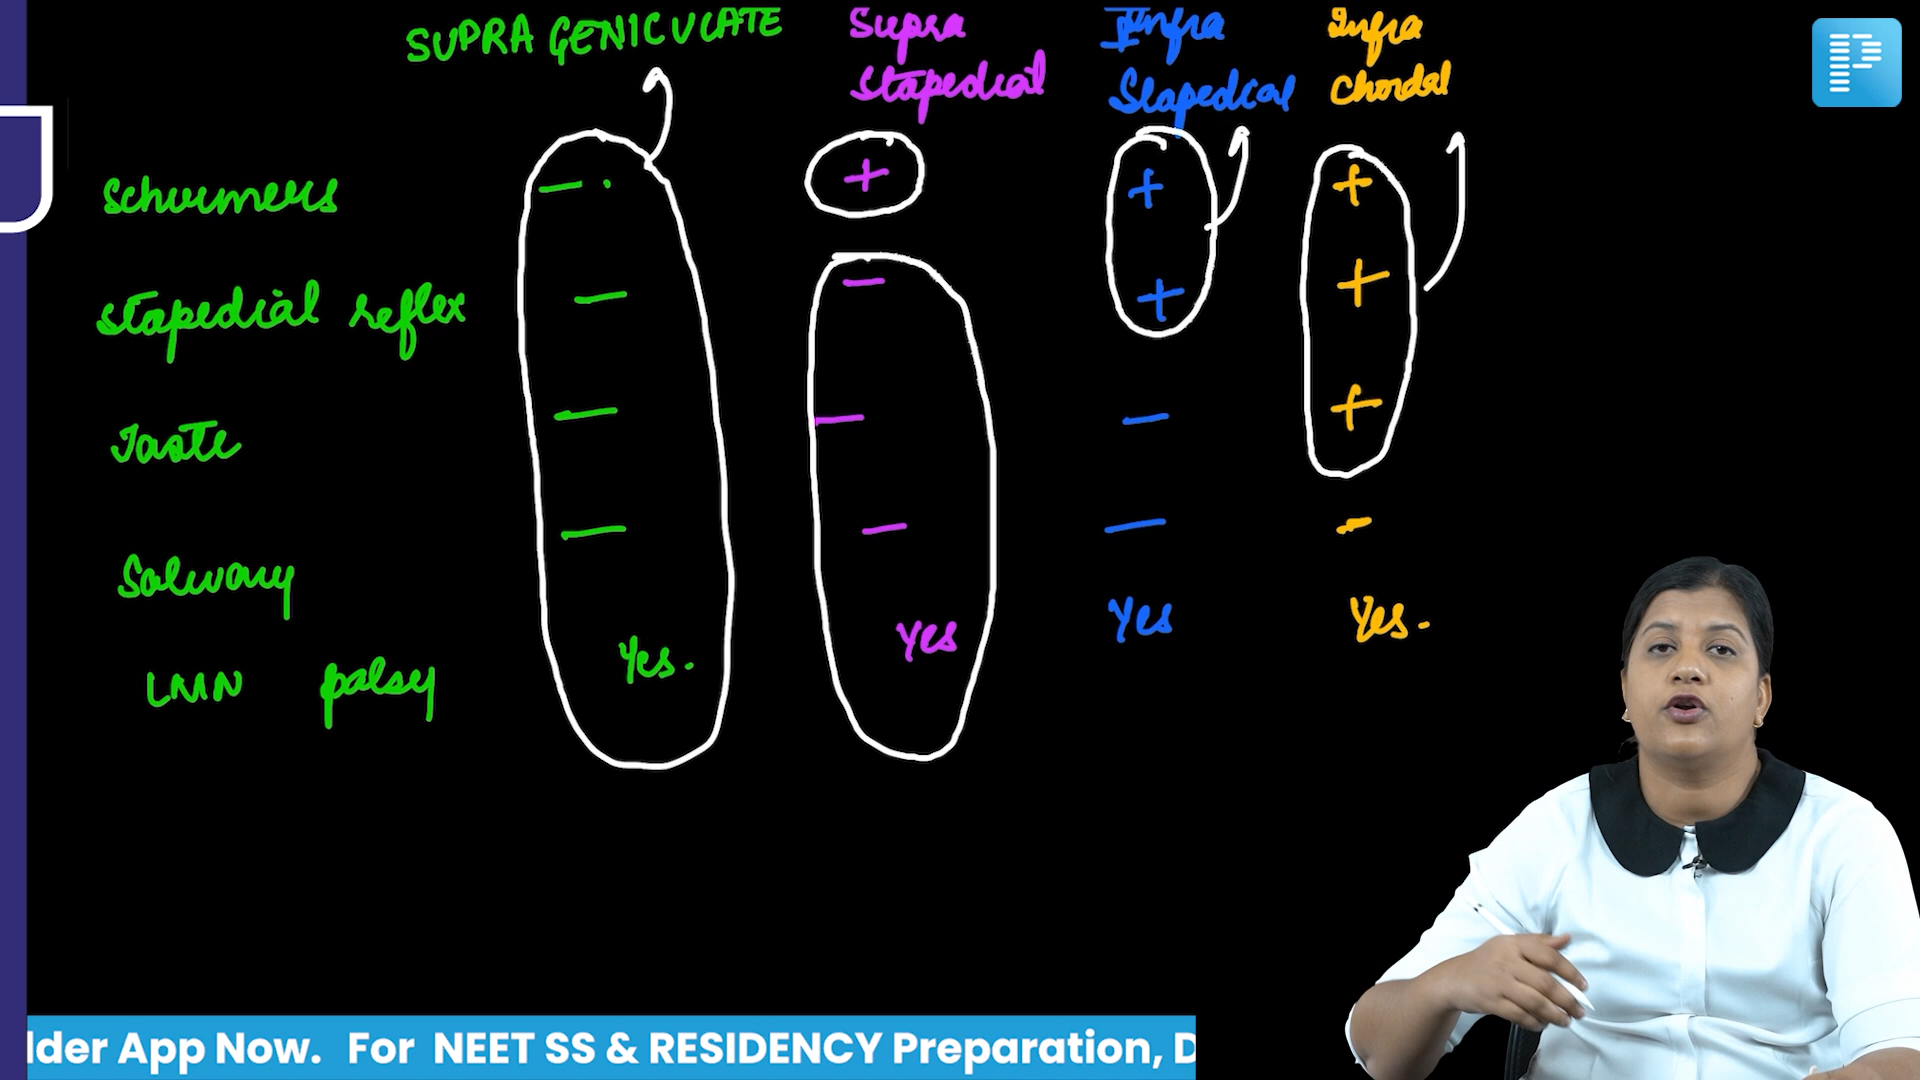 SUPRA GENICULATE Supra Infra Infra
Stapedial Stapedial Chordal
Schirmers - . + + +
Stapedial reflex - - + +
Taste - - - +
Salivary - - - -
LMN palsy Yes. Yes Yes Yes.
P
lder App Now. For NEET SS & RESIDENCY Preparation, D